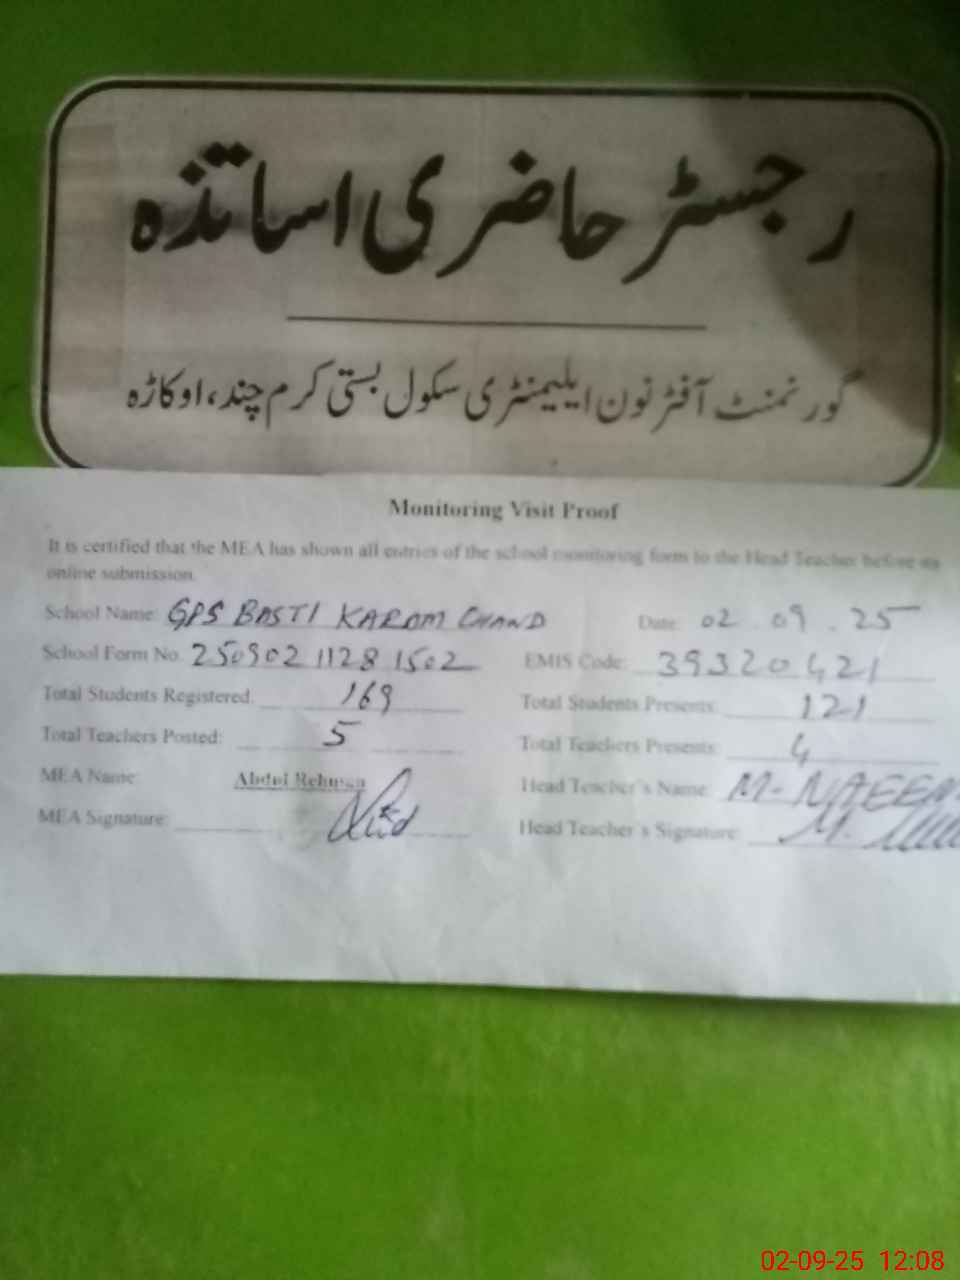 رجسٹر حاضری اساتذہ
گورنمنٹ آفٹر نون ایلیمنٹری سکول بستی کرم چند، اوکاڑہ
Monitoring Visit Proof
It is certified that the MEA has shown all entries of the school monitoring form to the Head Teacher before its
online submission.
School Name: GPS BASTI KARAM CHAND Date: 02.09.25
School Form No. 250902 1128 1502 EMIS Code: 39320421
Total Students Registered: 169 Total Students Presents: 121
Total Teachers Posted: 5 Total Teachers Presents: 4
MEA Name: Abdul Rehman Head Teacher's Name: M. NAEEM
MEA Signature: Head Teacher's Signature:
02-09-25 12:08